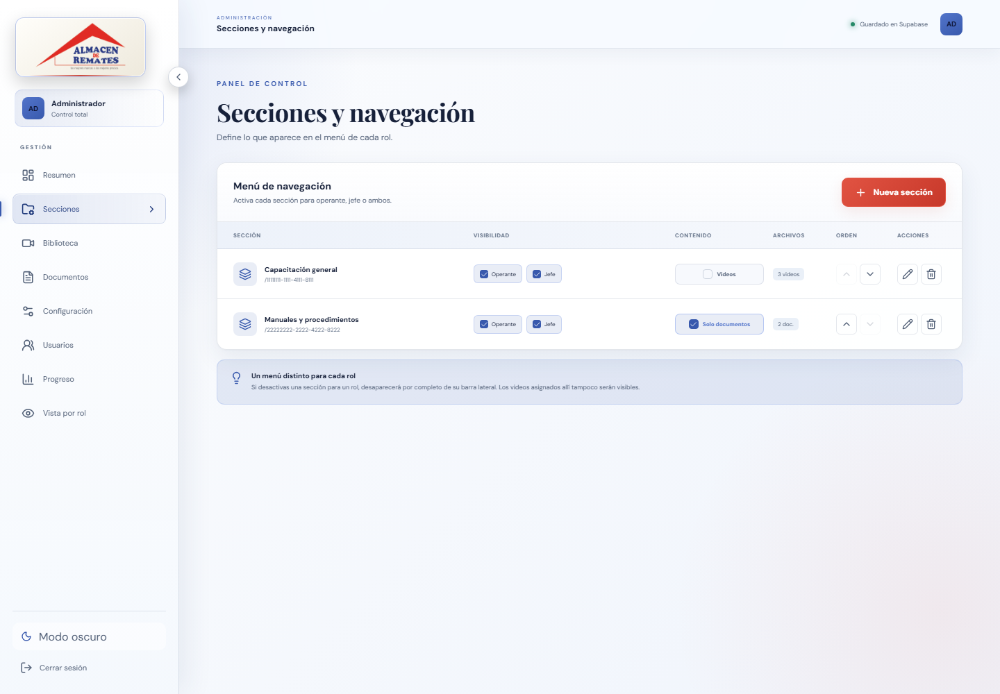 ALMACEN
DE
REMATES
AD
Administrador
Control total
GESTIÓN
Resumen
Secciones
Biblioteca
Documentos
Configuración
Usuarios
Progreso
Vista por rol
Modo oscuro
Cerrar sesión
ADMINISTRACIÓN
Secciones y navegación
Guardado en Supabase
AD
PANEL DE CONTROL
Secciones y navegación
Define lo que aparece en el menú de cada rol.
Menú de navegación
Activa cada sección para operante, jefe o ambos.
Nueva sección
SECCIÓN VISIBILIDAD CONTENIDO ARCHIVOS ORDEN ACCIONES
Capacitación general
/11111111-1111-4111-8111
Operante Jefe Videos 3 videos
Manuales y procedimientos
/22222222-2222-4222-8222
Operante Jefe Solo documentos 2 doc.
Un menú distinto para cada rol
Si desactivas una sección para un rol, desaparecerá por completo de su barra lateral. Los videos asignados allí tampoco serán visibles.